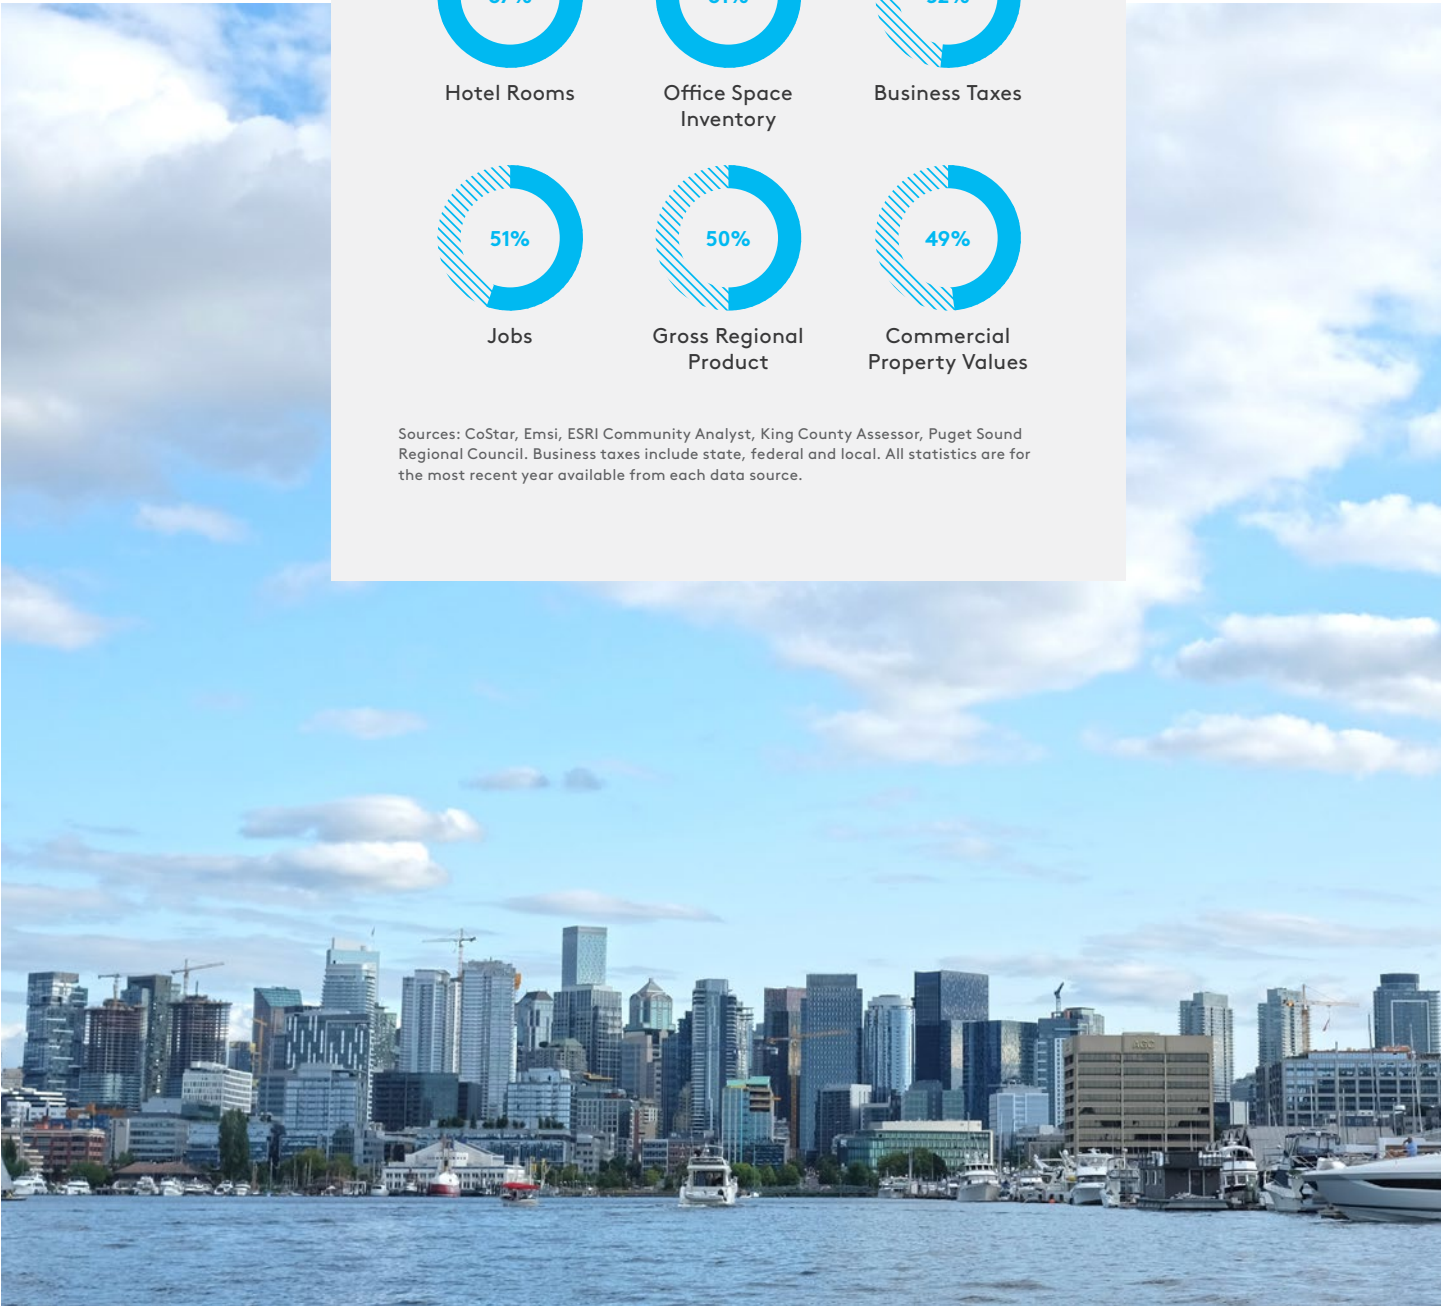 Hotel Rooms
Office Space
Inventory
Business Taxes
51%
50%
49%
Jobs
Gross Regional
Product
Commercial
Property Values
Sources: CoStar, Emsi, ESRI Community Analyst, King County Assessor, Puget Sound
Regional Council. Business taxes include state, federal and local. All statistics are for
the most recent year available from each data source.
AGC